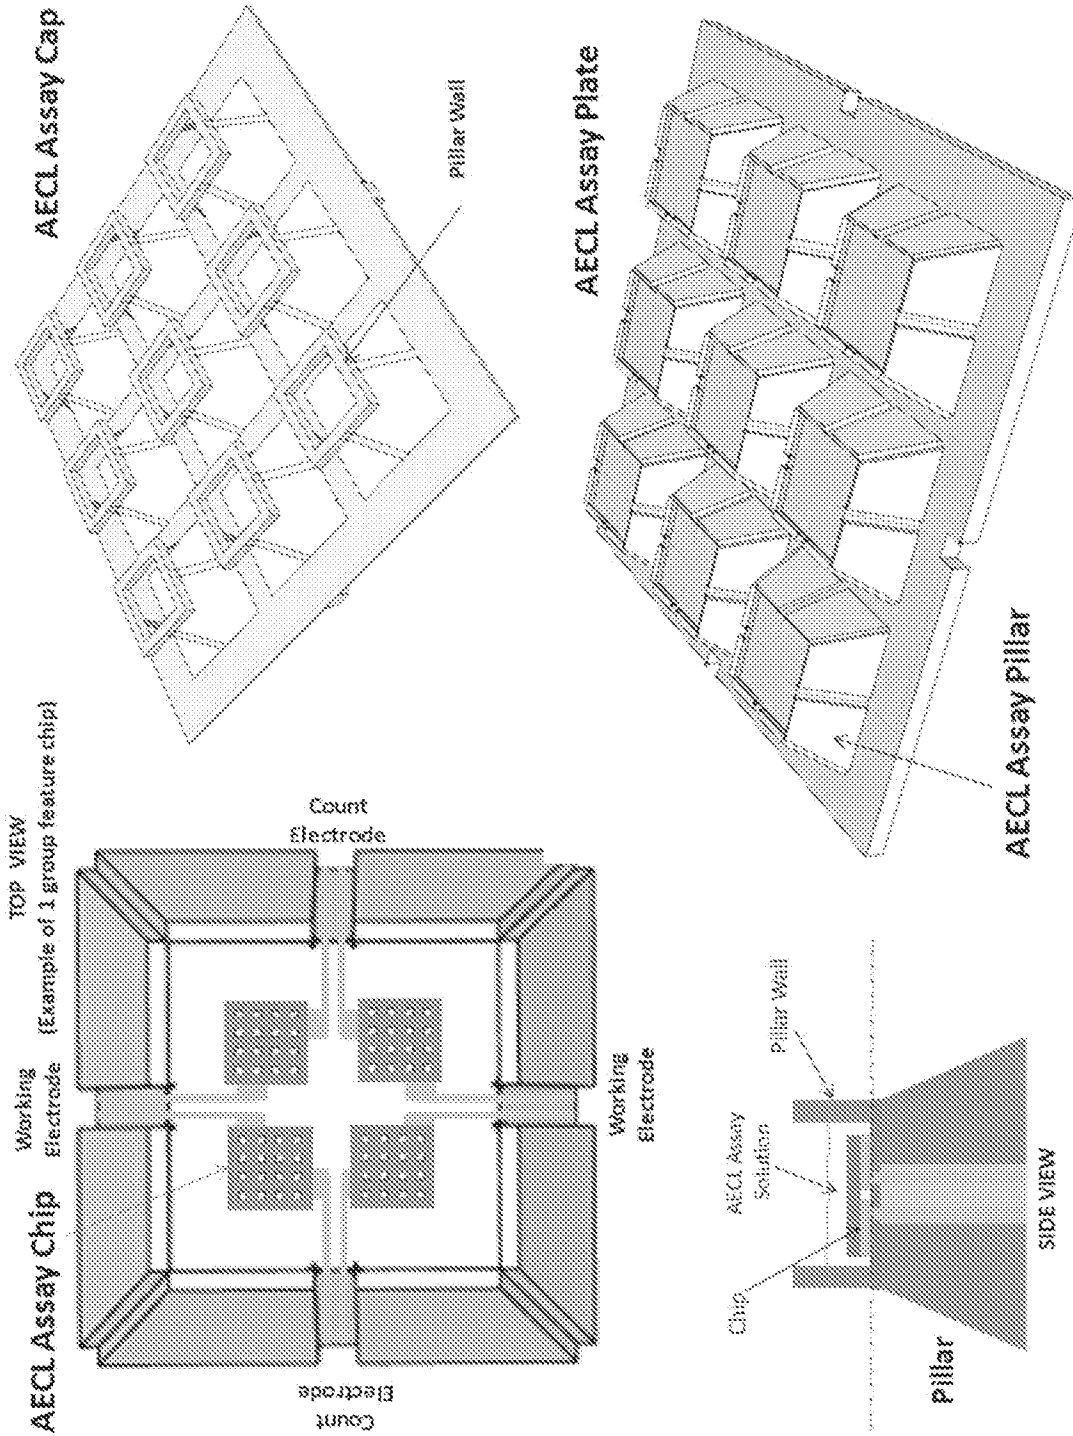 AECL Assay Chip
Working
Electrode
TOP VIEW
(Example of 1 group feature chip)
Count
Electrode
Count
Electrode
Working
Electrode
AECL Assay Cap
Pillar Wall
Pillar
Chip
AECL Assay
Solution
Pillar Wall
SIDE VIEW
AECL Assay Plate
AECL Assay Pillar